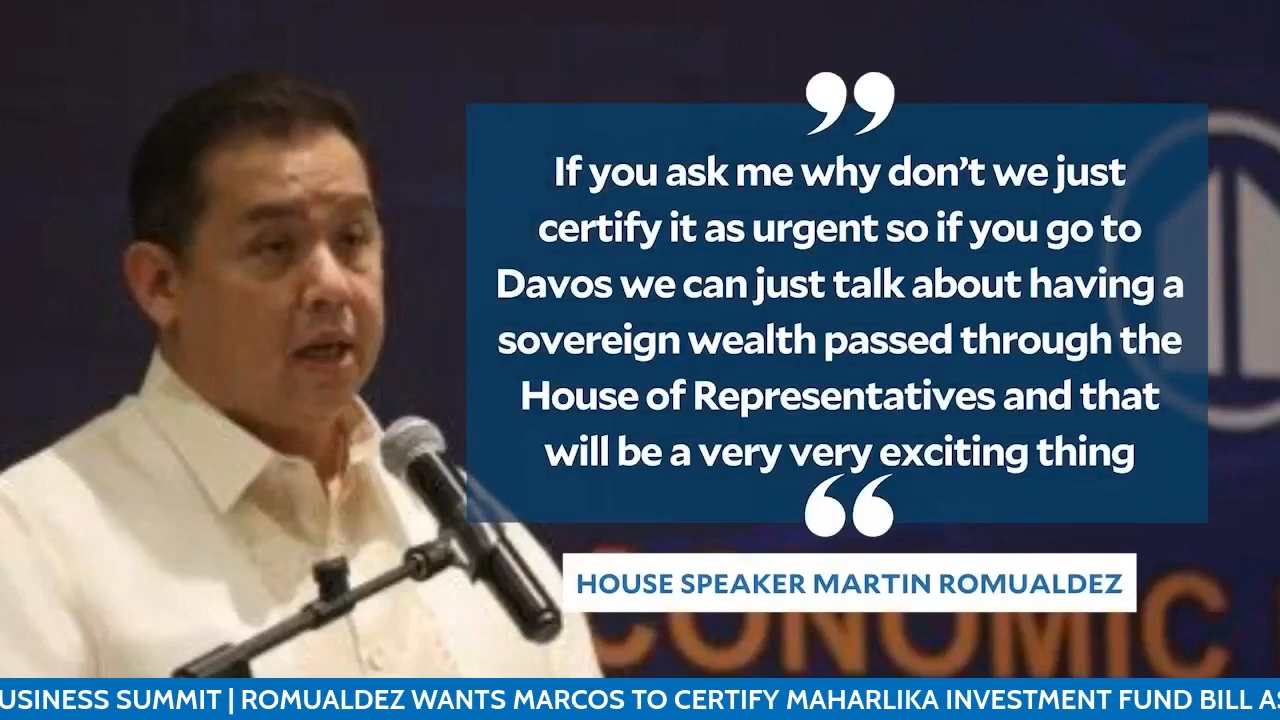 ”
If you ask me why don’t we just
certify it as urgent so if you go to
Davos we can just talk about having a
sovereign wealth passed through the
House of Representatives and that
will be a very very exciting thing
“
HOUSE SPEAKER MARTIN ROMUALDEZ
CONOMIC
USINESS SUMMIT | ROMUALDEZ WANTS MARCOS TO CERTIFY MAHARLIKA INVESTMENT FUND BILL AS